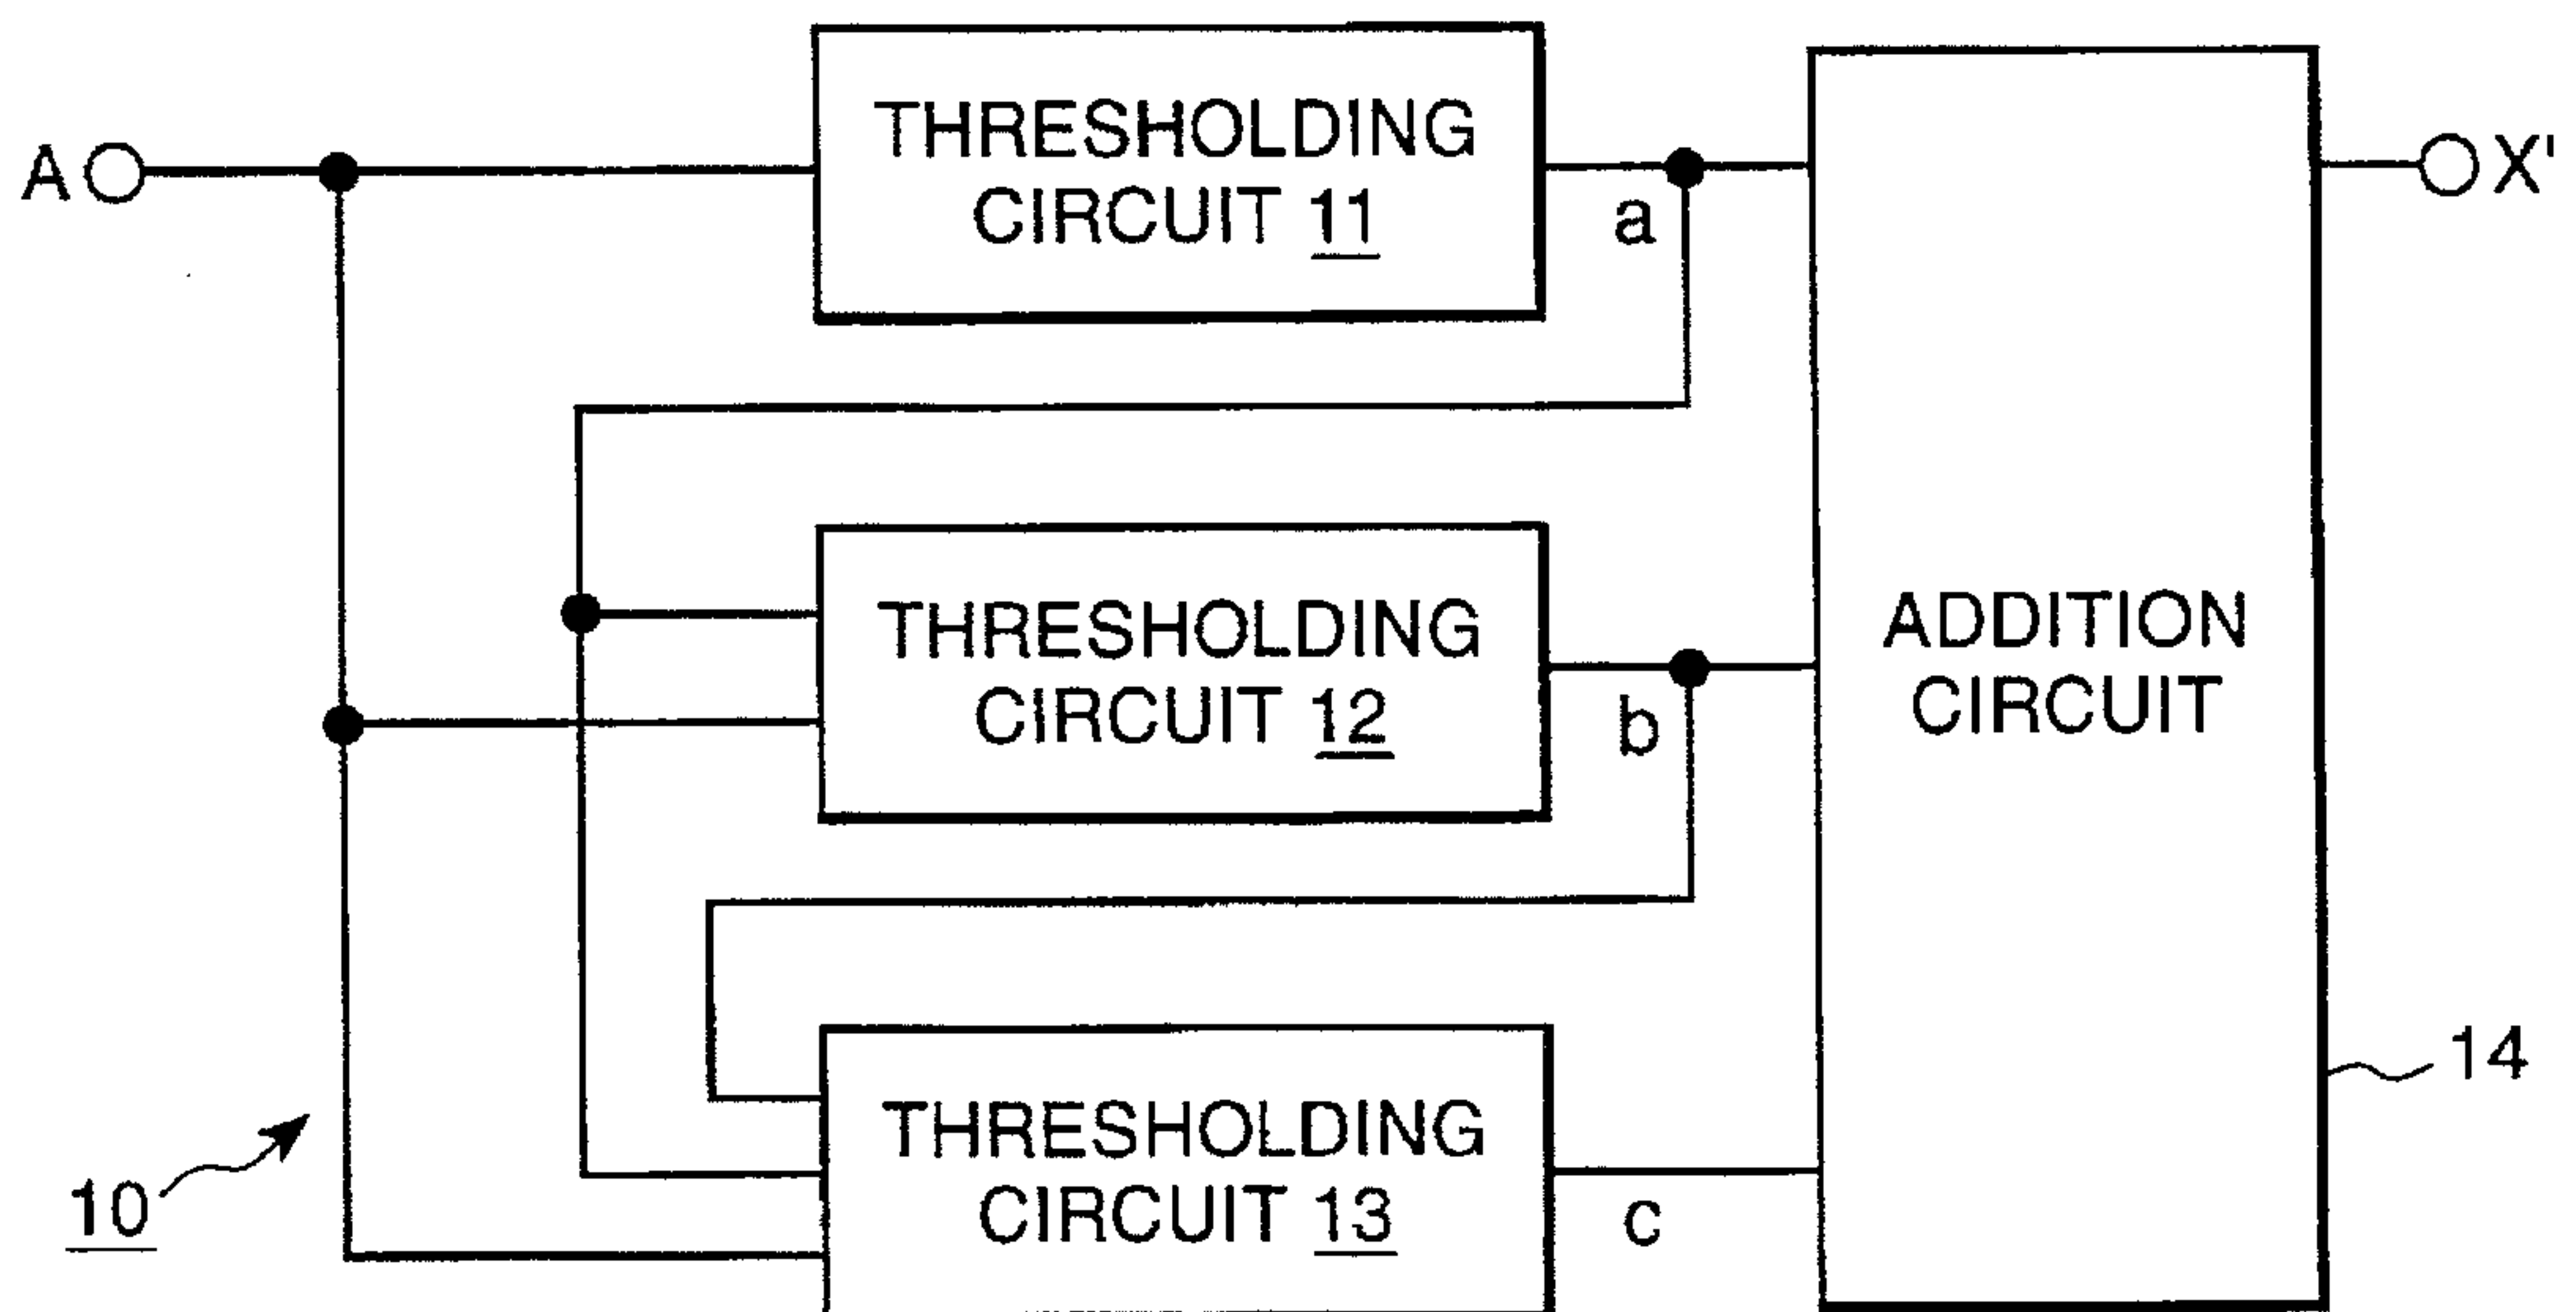 A
THRESHOLDING
CIRCUIT 11
a
X'
THRESHOLDING
CIRCUIT 12
b
ADDITION
CIRCUIT
THRESHOLDING
CIRCUIT 13
c
14
10